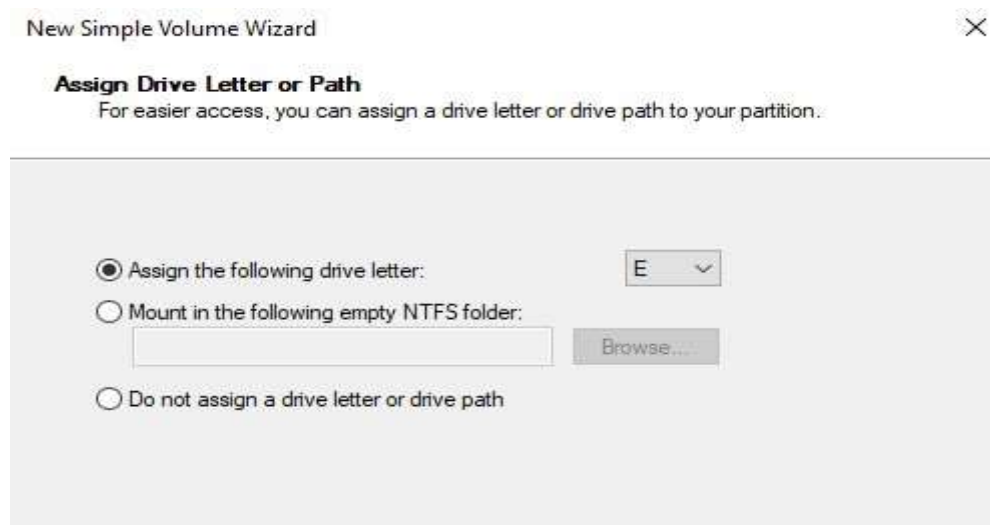 New Simple Volume Wizard
Assign Drive Letter or Path
For easier access, you can assign a drive letter or drive path to your partition.
Assign the following drive letter: E
Mount in the following empty NTFS folder:
Browse...
Do not assign a drive letter or drive path